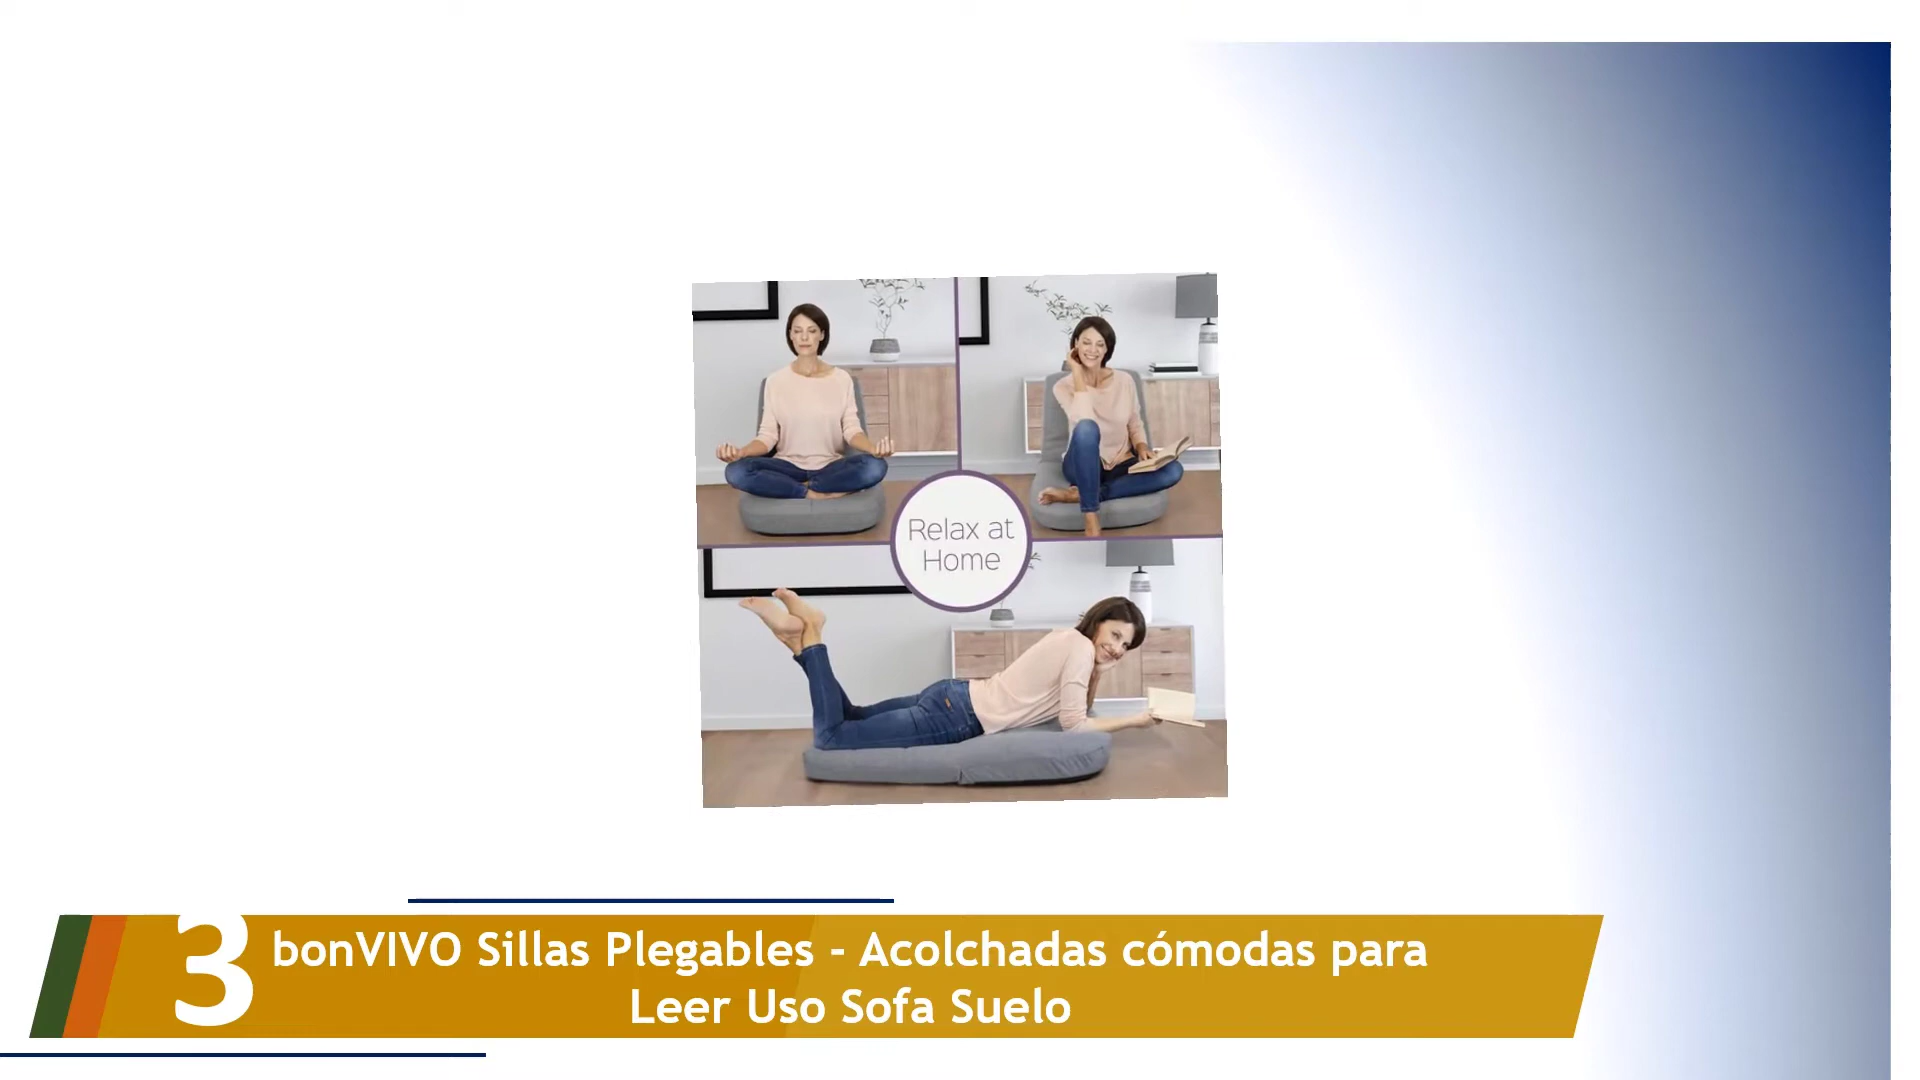 Relax at
Home
3
bonVIVO Sillas Plegables - Acolchadas cómodas para
Leer Uso Sofa Suelo